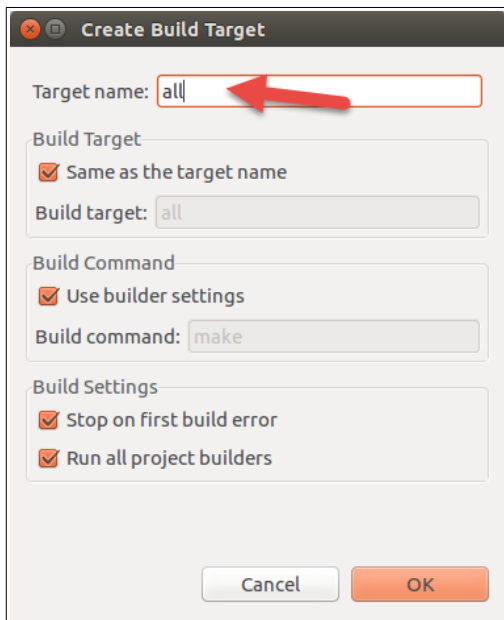 Create Build Target
Target name: all
Build Target
Same as the target name
Build target: all
Build Command
Use builder settings
Build command: make
Build Settings
Stop on first build error
Run all project builders
Cancel OK